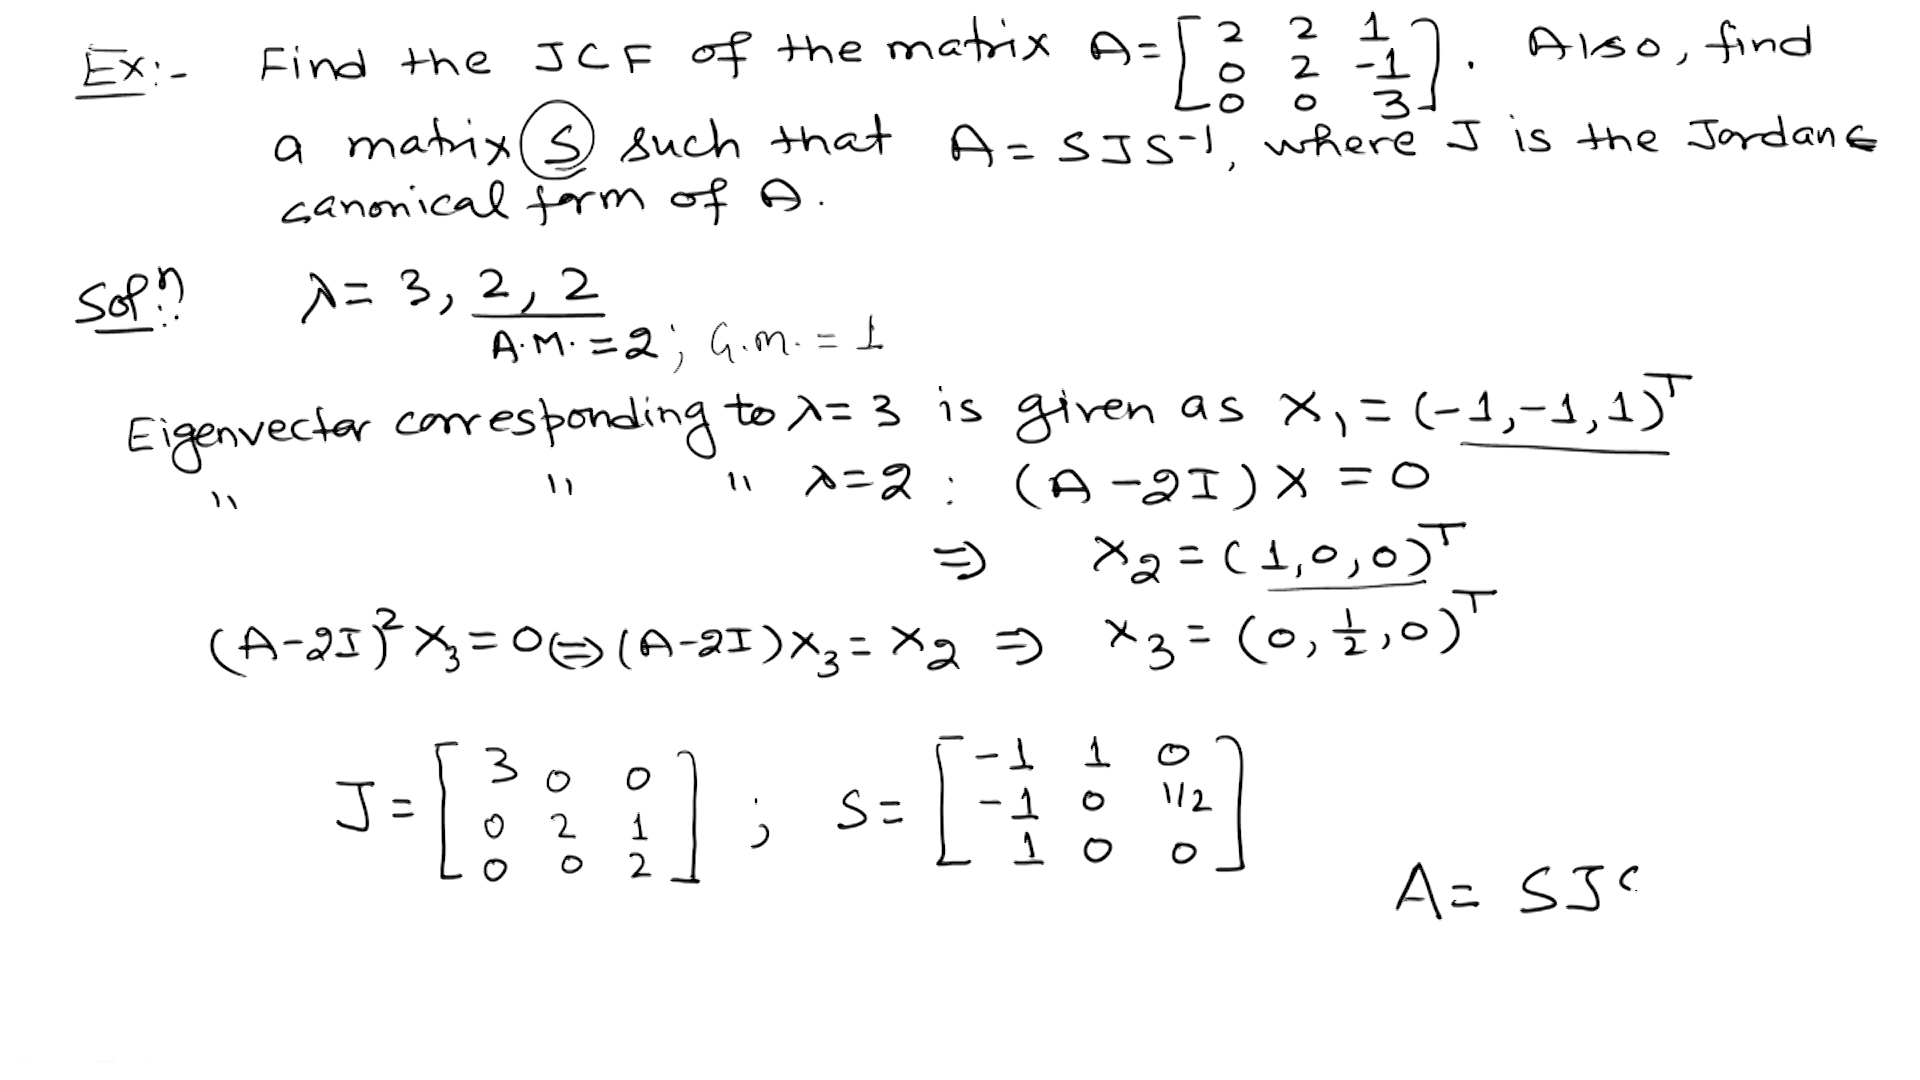 Ex:- Find the JCF of the matrix A = [2 2 1; 0 2 -1; 0 0 3]. Also, find
a matrix S such that A = SJS⁻¹, where J is the Jordan c
canonical form of A.
Solⁿ: λ = 3, 2, 2
A.M. = 2; G.M. = 1
Eigenvector corresponding to λ = 3 is given as X₁ = (-1, -1, 1)ᵀ
" " " λ = 2 : (A - 2I) X = 0
⇒ X₂ = (1, 0, 0)ᵀ
(A - 2I)² X₃ = 0 ⇔ (A - 2I) X₃ = X₂ ⇒ X₃ = (0, 1/2, 0)ᵀ
J = [3 0 0; 0 2 1; 0 0 2] ; S = [-1 1 0; -1 0 1/2; 1 0 0]
A = SJ